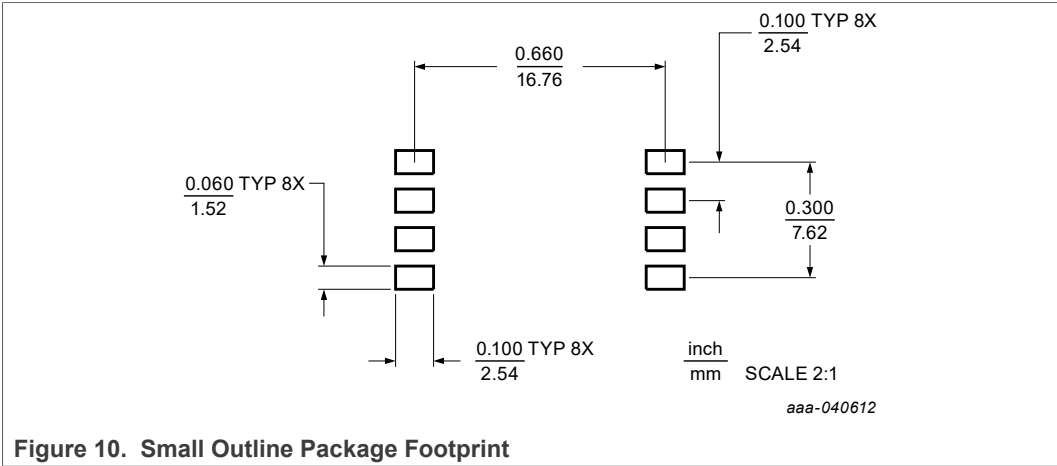 0.100 TYP 8X
2.54
0.660
16.76
0.060 TYP 8X
1.52
0.300
7.62
0.100 TYP 8X
2.54
inch
mm SCALE 2:1
aaa-040612
Figure 10. Small Outline Package Footprint